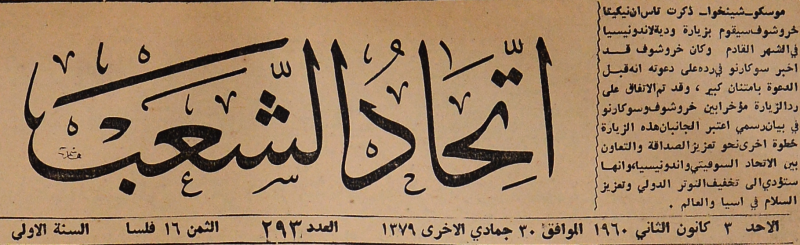 موسكو ـ شينخوا ـ ذكرت تاس ان نيكيتا
خروشوف سيقوم بزيارة ودية لاندونيسيا
في الشهر القادم وكان خروشوف قد
اخبر سوكارنو في رده على دعوته انه قبل
الدعوة بامتنان كبير ، وقد تم الاتفاق على
رد الزيارة مؤخرا بين خروشوف وسوكارنو
في بيان رسمي اعتبر الجانبان هذه الزيارة
خطوة اخرى نحو تعزيز الصداقة والتعاون
بين الاتحاد السوفيتي واندونيسيا وانها
ستؤدي الى تخفيف التوتر الدولي وتعزيز
السلام في اسيا والعالم .
اتّحادُ الشّعب
الاحد ٣ كانون الثاني ١٩٦٠ الموافق ٣٠ جمادي الاخرى ١٣٧٩ العدد ٢٩٣ الثمن ١٦ فلسا السنة الاولى